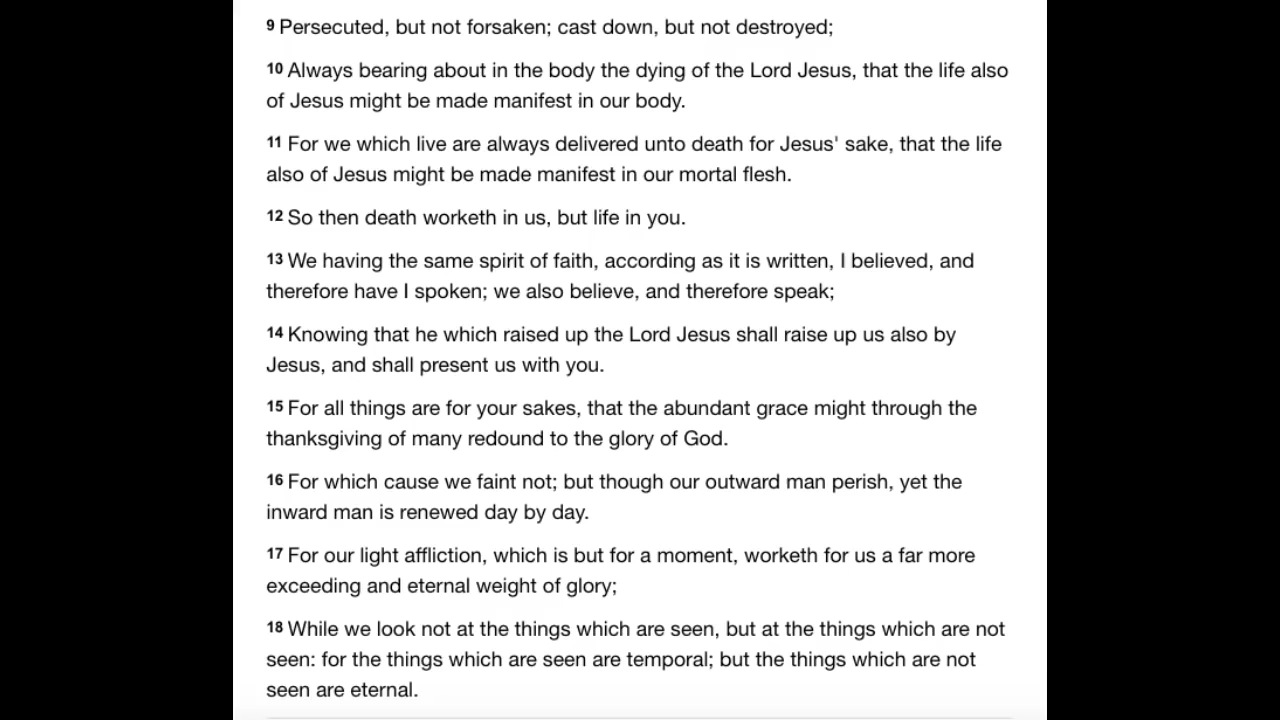 9 Persecuted, but not forsaken; cast down, but not destroyed;
10 Always bearing about in the body the dying of the Lord Jesus, that the life also
of Jesus might be made manifest in our body.
11 For we which live are always delivered unto death for Jesus' sake, that the life
also of Jesus might be made manifest in our mortal flesh.
12 So then death worketh in us, but life in you.
13 We having the same spirit of faith, according as it is written, I believed, and
therefore have I spoken; we also believe, and therefore speak;
14 Knowing that he which raised up the Lord Jesus shall raise up us also by
Jesus, and shall present us with you.
15 For all things are for your sakes, that the abundant grace might through the
thanksgiving of many redound to the glory of God.
16 For which cause we faint not; but though our outward man perish, yet the
inward man is renewed day by day.
17 For our light affliction, which is but for a moment, worketh for us a far more
exceeding and eternal weight of glory;
18 While we look not at the things which are seen, but at the things which are not
seen: for the things which are seen are temporal; but the things which are not
seen are eternal.